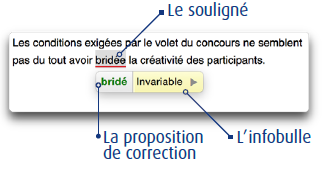 Le souligné
Les conditions exigées par le volet du concours ne semblent
pas du tout avoir bridée la créativité des participants.
bridé Invariable
La proposition
de correction
L'infobulle